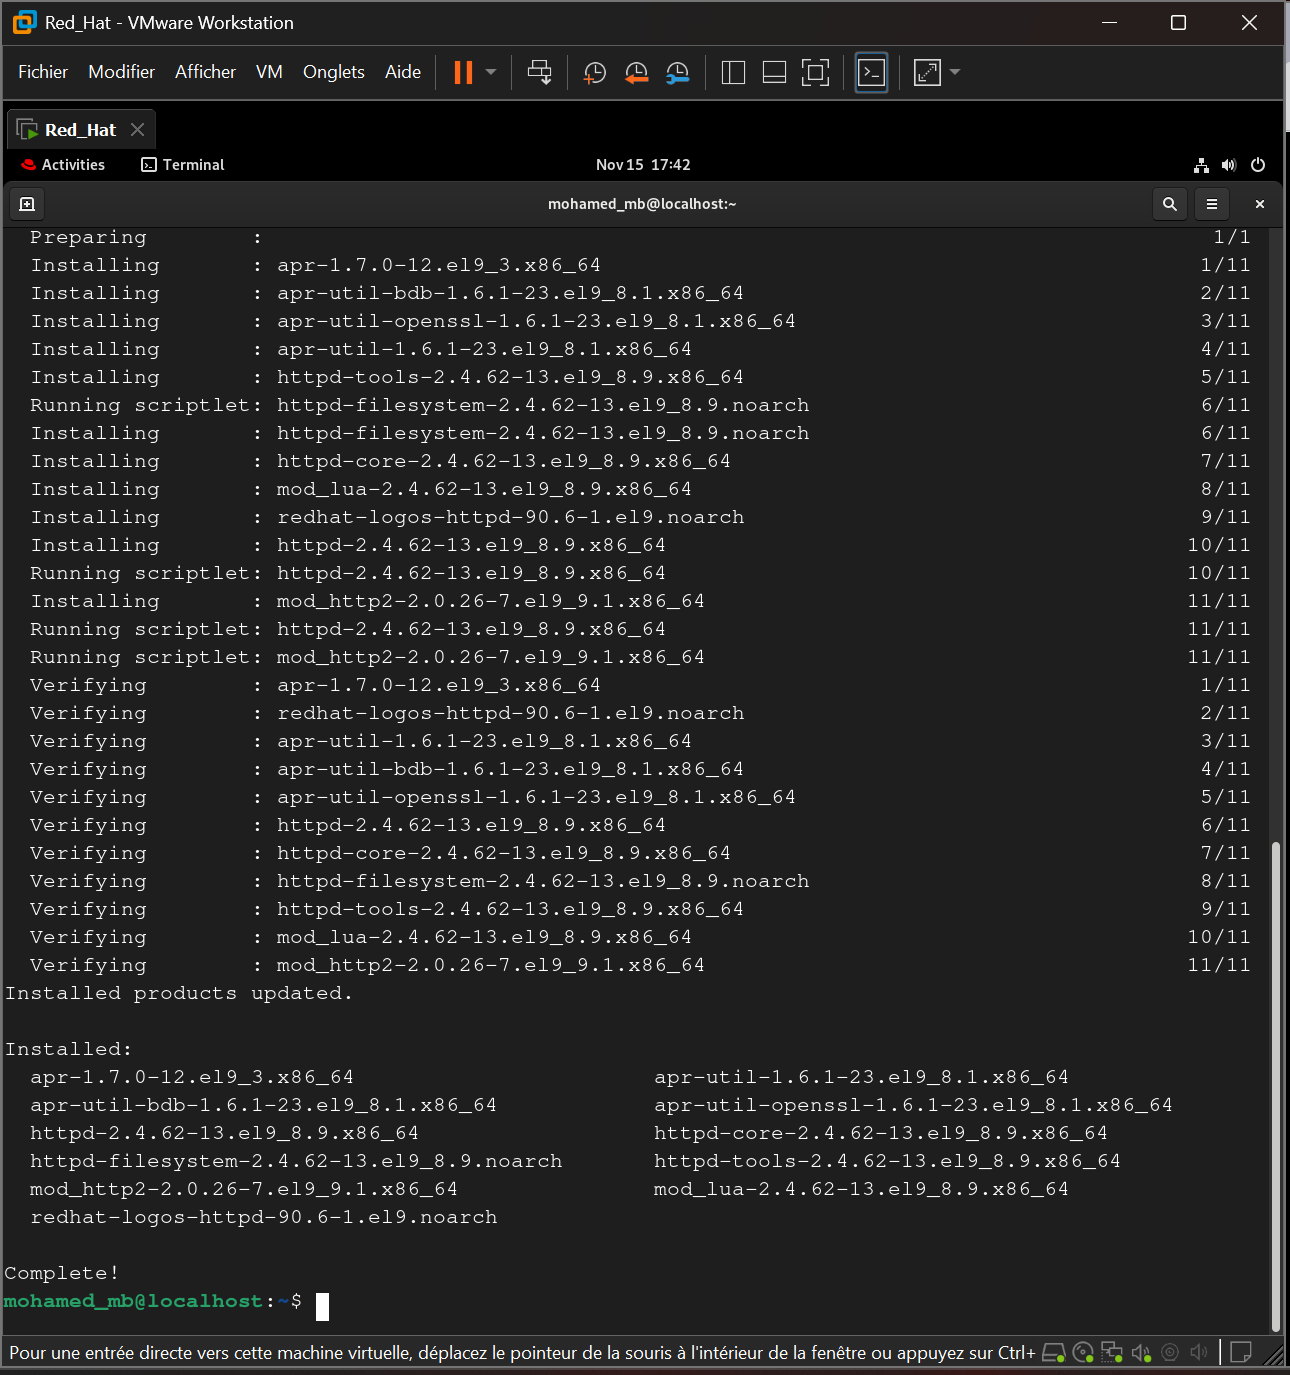 Red_Hat - VMware Workstation
Fichier Modifier Afficher VM Onglets Aide
Red_Hat
Activities Terminal Nov 15 17:42
mohamed_mb@localhost:~
Preparing : 1/1
Installing : apr-1.7.0-12.el9_3.x86_64 1/11
Installing : apr-util-bdb-1.6.1-23.el9_8.1.x86_64 2/11
Installing : apr-util-openssl-1.6.1-23.el9_8.1.x86_64 3/11
Installing : apr-util-1.6.1-23.el9_8.1.x86_64 4/11
Installing : httpd-tools-2.4.62-13.el9_8.9.x86_64 5/11
Running scriptlet: httpd-filesystem-2.4.62-13.el9_8.9.noarch 6/11
Installing : httpd-filesystem-2.4.62-13.el9_8.9.noarch 6/11
Installing : httpd-core-2.4.62-13.el9_8.9.x86_64 7/11
Installing : mod_lua-2.4.62-13.el9_8.9.x86_64 8/11
Installing : redhat-logos-httpd-90.6-1.el9.noarch 9/11
Installing : httpd-2.4.62-13.el9_8.9.x86_64 10/11
Running scriptlet: httpd-2.4.62-13.el9_8.9.x86_64 10/11
Installing : mod_http2-2.0.26-7.el9_9.1.x86_64 11/11
Running scriptlet: httpd-2.4.62-13.el9_8.9.x86_64 11/11
Running scriptlet: mod_http2-2.0.26-7.el9_9.1.x86_64 11/11
Verifying : apr-1.7.0-12.el9_3.x86_64 1/11
Verifying : redhat-logos-httpd-90.6-1.el9.noarch 2/11
Verifying : apr-util-1.6.1-23.el9_8.1.x86_64 3/11
Verifying : apr-util-bdb-1.6.1-23.el9_8.1.x86_64 4/11
Verifying : apr-util-openssl-1.6.1-23.el9_8.1.x86_64 5/11
Verifying : httpd-2.4.62-13.el9_8.9.x86_64 6/11
Verifying : httpd-core-2.4.62-13.el9_8.9.x86_64 7/11
Verifying : httpd-filesystem-2.4.62-13.el9_8.9.noarch 8/11
Verifying : httpd-tools-2.4.62-13.el9_8.9.x86_64 9/11
Verifying : mod_lua-2.4.62-13.el9_8.9.x86_64 10/11
Verifying : mod_http2-2.0.26-7.el9_9.1.x86_64 11/11
Installed products updated.
Installed:
apr-1.7.0-12.el9_3.x86_64 apr-util-1.6.1-23.el9_8.1.x86_64
apr-util-bdb-1.6.1-23.el9_8.1.x86_64 apr-util-openssl-1.6.1-23.el9_8.1.x86_64
httpd-2.4.62-13.el9_8.9.x86_64 httpd-core-2.4.62-13.el9_8.9.x86_64
httpd-filesystem-2.4.62-13.el9_8.9.noarch httpd-tools-2.4.62-13.el9_8.9.x86_64
mod_http2-2.0.26-7.el9_9.1.x86_64 mod_lua-2.4.62-13.el9_8.9.x86_64
redhat-logos-httpd-90.6-1.el9.noarch
Complete!
mohamed_mb@localhost:~$
Pour une entrée directe vers cette machine virtuelle, déplacez le pointeur de la souris à l'intérieur de la fenêtre ou appuyez sur Ctrl+